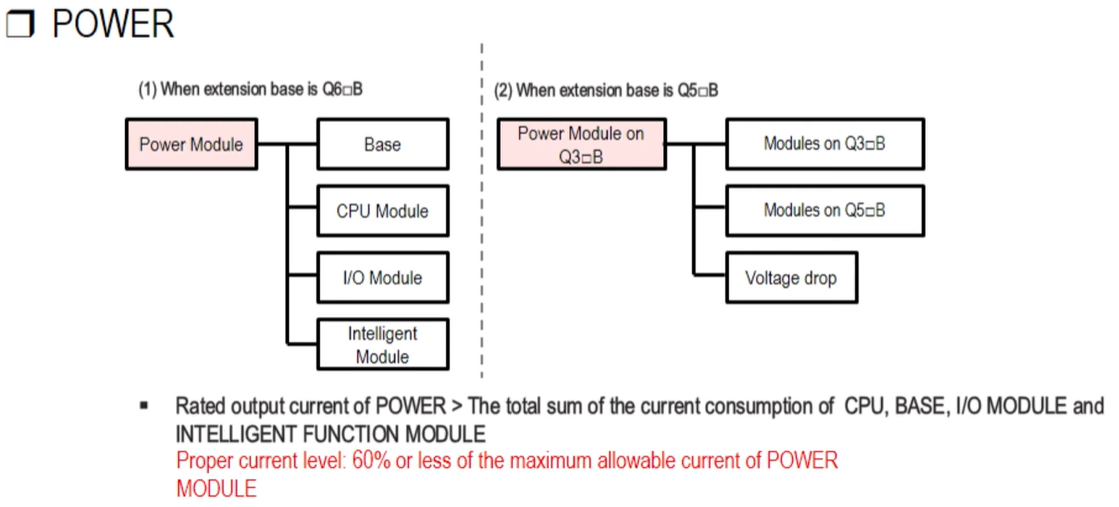 ❒ POWER
(1) When extension base is Q6□B
Power Module
Base
CPU Module
I/O Module
Intelligent
Module
(2) When extension base is Q5□B
Power Module on
Q3□B
Modules on Q3□B
Modules on Q5□B
Voltage drop
▪ Rated output current of POWER > The total sum of the current consumption of CPU, BASE, I/O MODULE and
INTELLIGENT FUNCTION MODULE
Proper current level: 60% or less of the maximum allowable current of POWER
MODULE